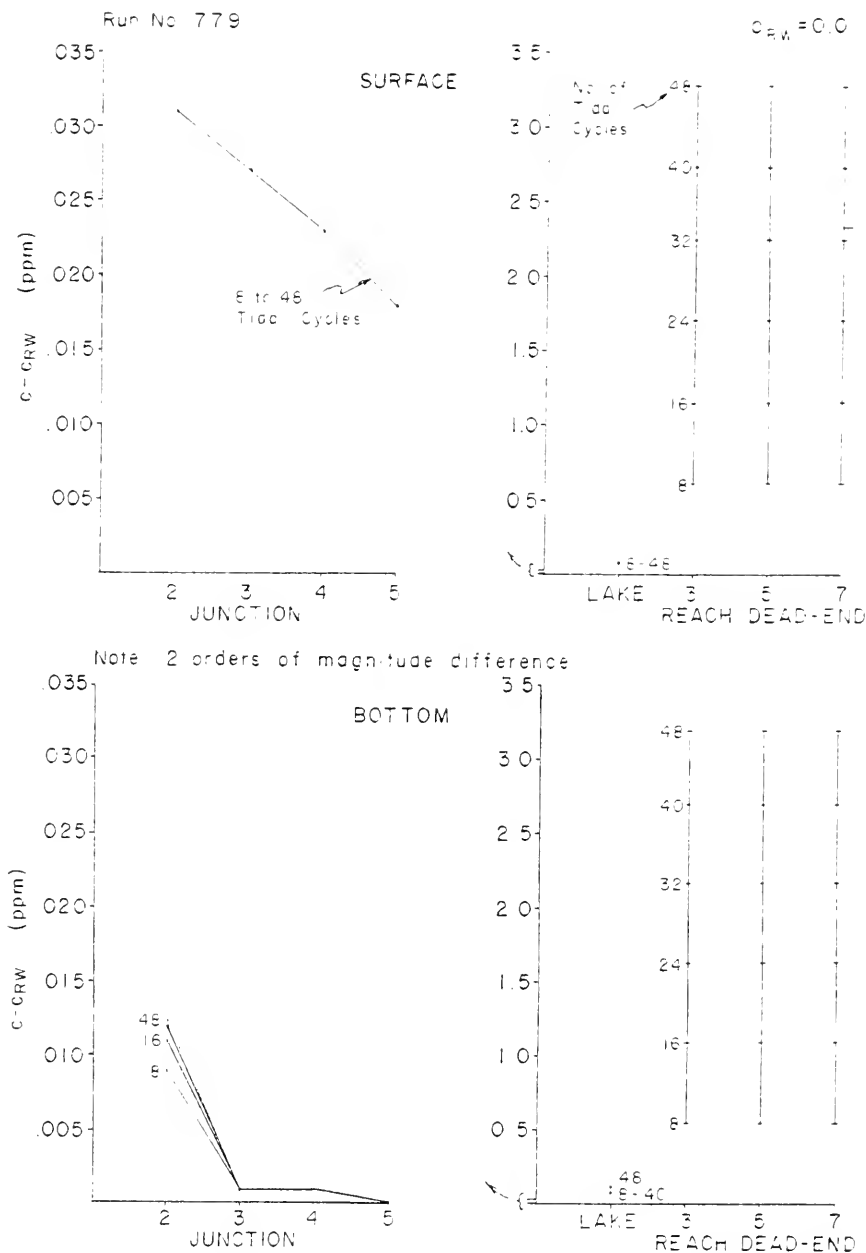 Run No 779
c_RW = 0.0
SURFACE
.035
.030
.025
.020
.015
.010
.005
c-c_RW (ppm)
8 to 48
Tidal Cycles
2 3 4 5
JUNCTION
3.5
3.0
2.5
2.0
1.5
1.0
0.5
No. of
Tidal
Cycles
48
40
32
24
16
8
8-48
LAKE 3 5 7
REACH DEAD-END
Note 2 orders of magnitude difference
BOTTOM
.035
.030
.025
.020
.015
.010
.005
c-c_RW (ppm)
48
16
8
2 3 4 5
JUNCTION
3.5
3.0
2.5
2.0
1.5
1.0
0.5
48
40
32
24
16
8
48
8-40
LAKE 3 5 7
REACH DEAD-END